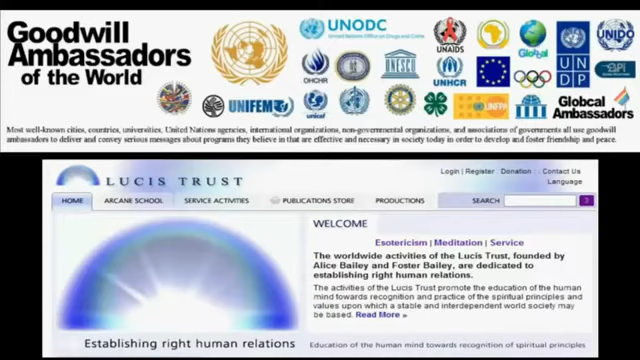 Goodwill
Ambassadors
of the World
UNODC
United Nations Office on Drugs and Crime
UNAIDS
Global
UNIDO
OHCHR
UNESCO
UNHCR
UN
DP
UNIFEM
unicef
UNFPA
Globcal
Ambassadors
Most well-known cities, countries, universities, United Nations agencies, international organizations, non-governmental organizations, and associations of governments all use goodwill
ambassadors to deliver and convey serious messages about programs they believe in that are effective and necessary in society today in order to develop and foster friendship and peace.
LUCIS TRUST
Login | Register Donation : Contact Us
Language
HOME ARCANE SCHOOL SERVICE ACTIVITIES PUBLICATIONS STORE PRODUCTIONS SEARCH
WELCOME
Esotericism | Meditation | Service
The worldwide activities of the Lucis Trust, founded by
Alice Bailey and Foster Bailey, are dedicated to
establishing right human relations.
The activities of the Lucis Trust promote the education of the human
mind towards recognition and practice of the spiritual principles and
values upon which a stable and interdependent world society may
be based. Read More »
Establishing right human relations
Education of the human mind towards recognition of spiritual principles